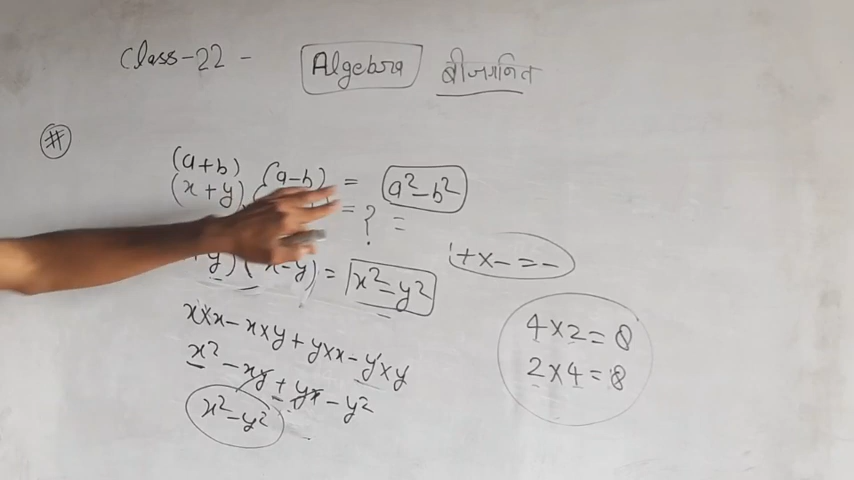 Class-22 - Algebra बीजगनित
#
(a+b) (a-b) = a²-b²
(x+y) = ? =
+y) (x-y) = x²-y²
+x- = -
x×x - x×y + y×x - y×y
x² - xy + yx - y²
x²-y²
4×2=8
2×4=8